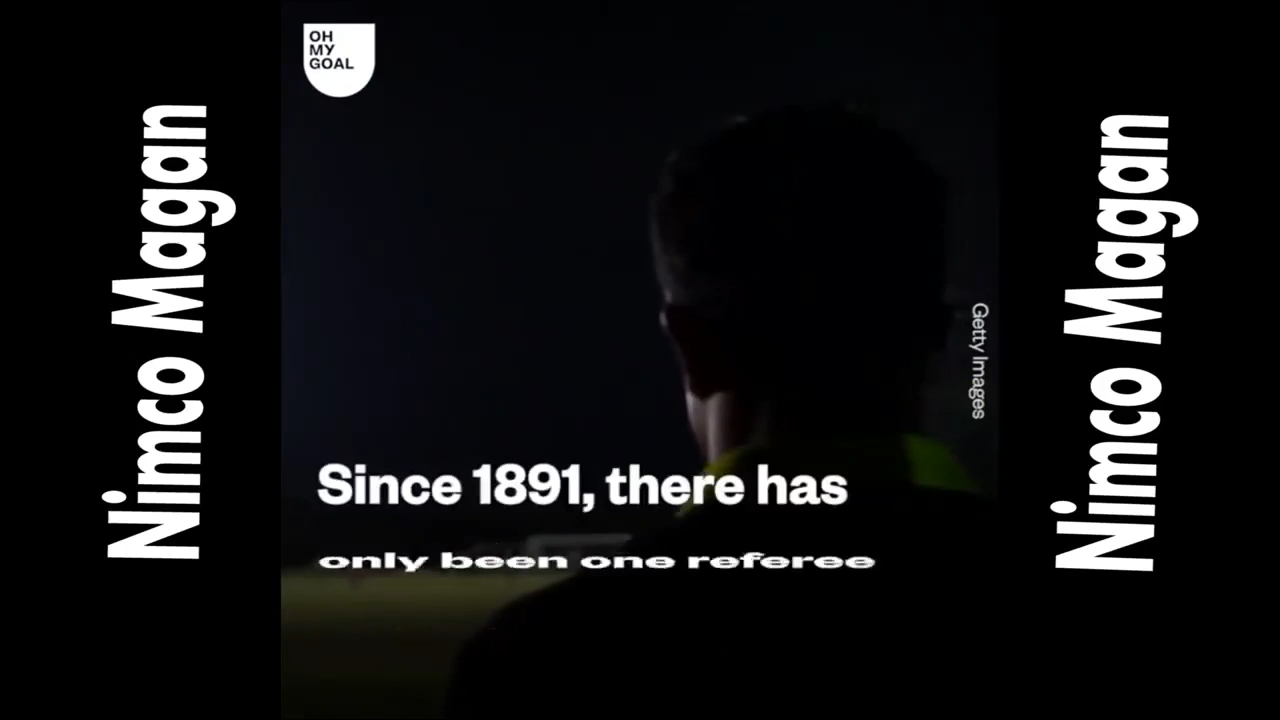 OH
MY
GOAL
Nimco Magan
Getty Images
Since 1891, there has
only been one referee
Nimco Magan